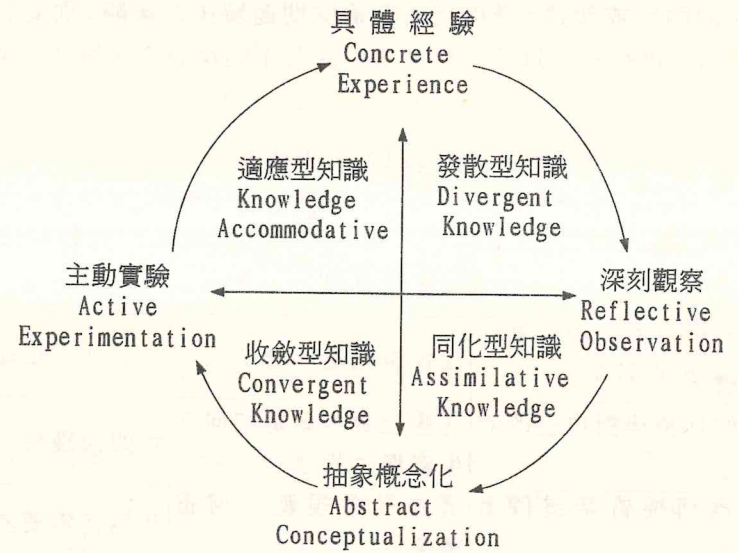 具 體 經 驗
Concrete
Experience
適應型知識
Knowledge
Accommodative
發散型知識
Divergent
Knowledge
主動實驗
Active
Experimentation
深刻觀察
Reflective
Observation
收斂型知識
Convergent
Knowledge
同化型知識
Assimilative
Knowledge
抽象概念化
Abstract
Conceptualization